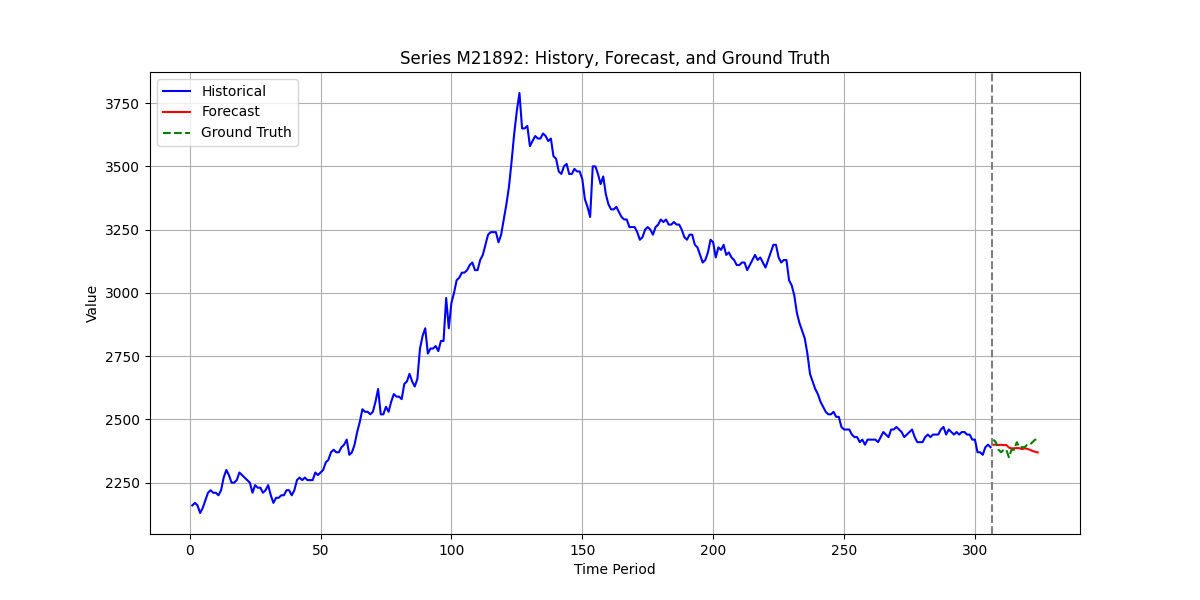 Series M21892: History, Forecast, and Ground Truth
Historical
Forecast
Ground Truth
3750
3500
3250
3000
2750
2500
2250
Value
0
50
100
150
200
250
300
Time Period